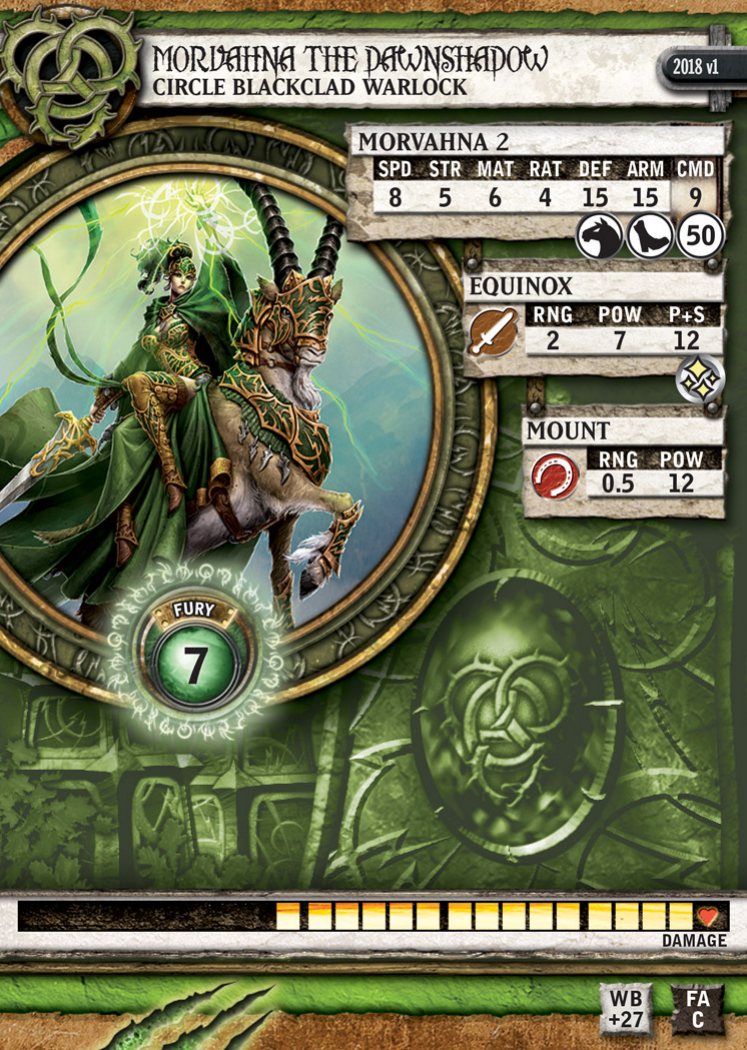 MORVAHNA THE DAWNSHADOW
CIRCLE BLACKCLAD WARLOCK
2018 v1
MORVAHNA 2
SPD STR MAT RAT DEF ARM CMD
8 5 6 4 15 15 9
50
EQUINOX
RNG POW P+S
2 7 12
MOUNT
RNG POW
0.5 12
FURY
7
DAMAGE
WB
+27
FA
C